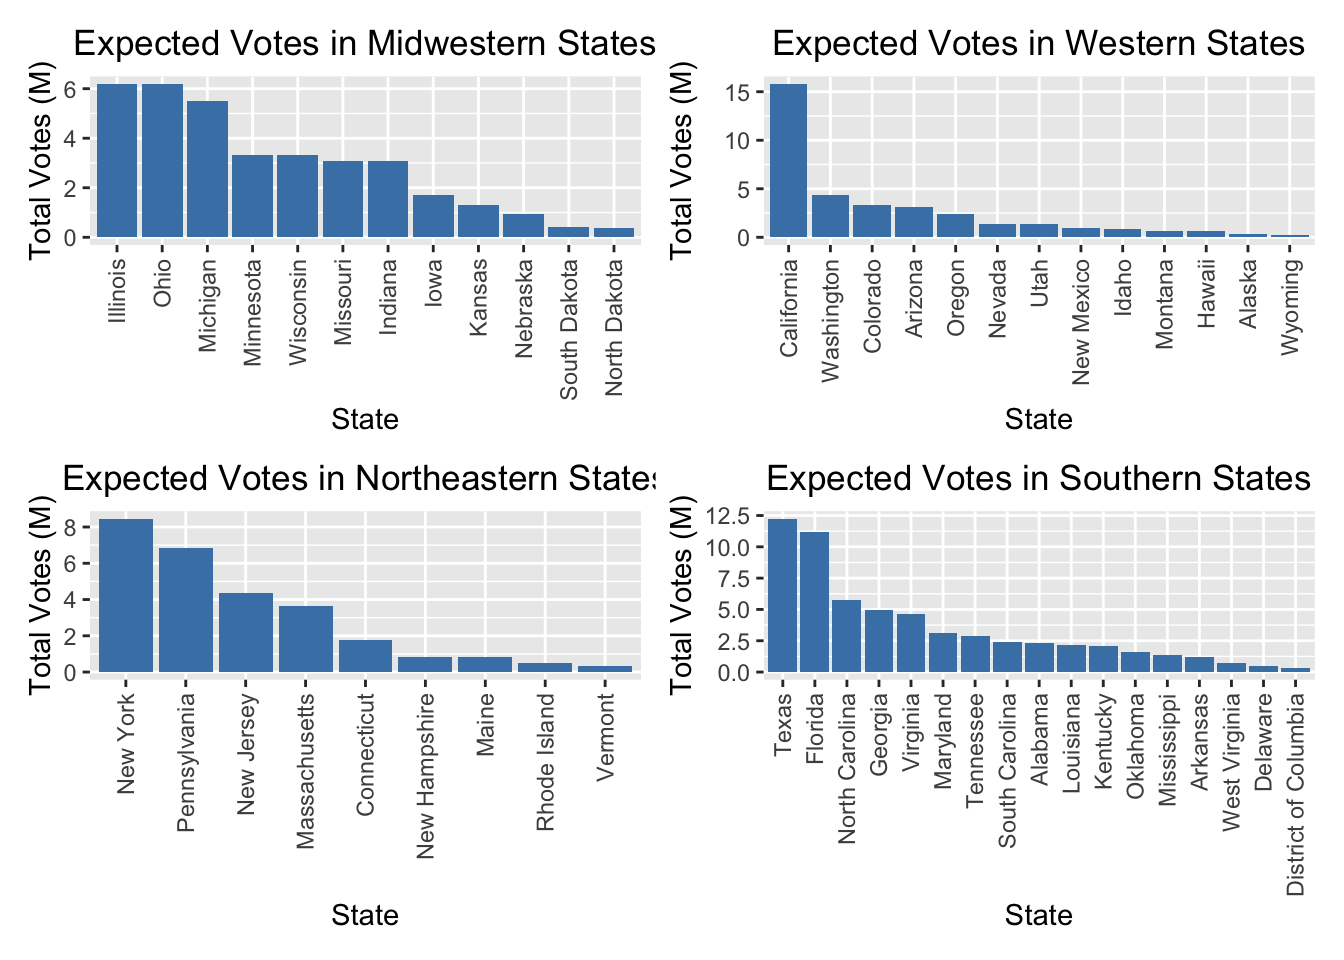 Expected Votes in Midwestern States
Total Votes (M)
6
4
2
0
Illinois
Ohio
Michigan
Minnesota
Wisconsin
Missouri
Indiana
Iowa
Kansas
Nebraska
South Dakota
North Dakota
State
Expected Votes in Western States
Total Votes (M)
15
10
5
0
California
Washington
Colorado
Arizona
Oregon
Nevada
Utah
New Mexico
Idaho
Montana
Hawaii
Alaska
Wyoming
State
Expected Votes in Northeastern States
Total Votes (M)
8
6
4
2
0
New York
Pennsylvania
New Jersey
Massachusetts
Connecticut
New Hampshire
Maine
Rhode Island
Vermont
State
Expected Votes in Southern States
Total Votes (M)
12.5
10.0
7.5
5.0
2.5
0.0
Texas
Florida
North Carolina
Georgia
Virginia
Maryland
Tennessee
South Carolina
Alabama
Louisiana
Kentucky
Oklahoma
Mississippi
Arkansas
West Virginia
Delaware
District of Columbia
State